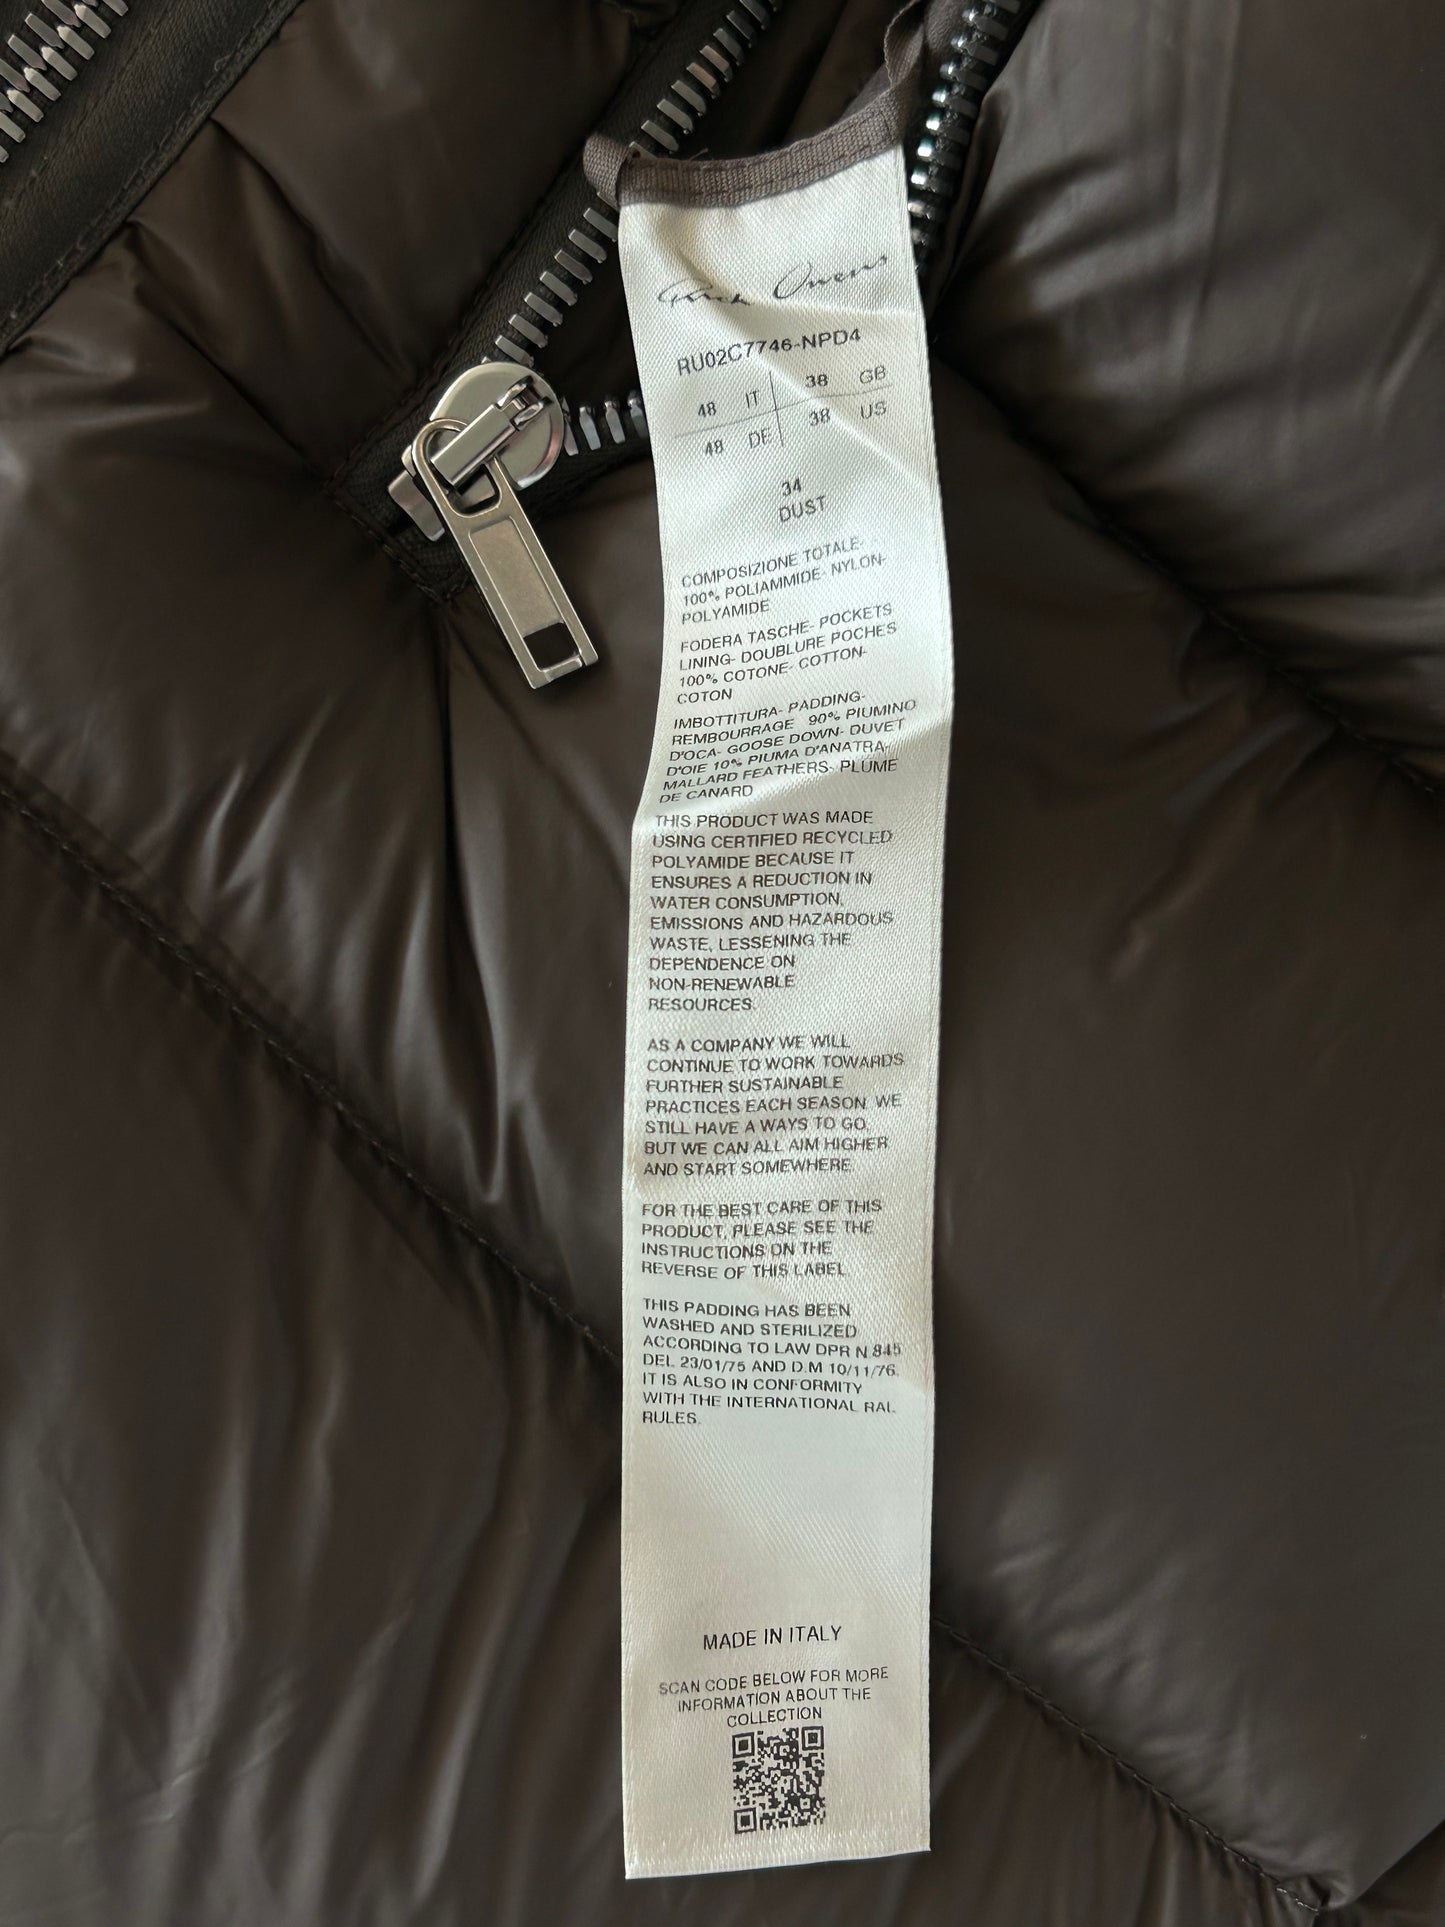 Rick Owens
RU02C7746-NPD4
48 IT 38 GB
48 DE 38 US
34
DUST
COMPOSIZIONE TOTALE-
100% POLIAMMIDE- NYLON-
POLYAMIDE
FODERA TASCHE- POCKETS
LINING- DOUBLURE POCHES
100% COTONE- COTTON-
COTON
IMBOTTITURA- PADDING-
REMBOURRAGE 90% PIUMINO
D'OCA- GOOSE DOWN- DUVET
D'OIE 10% PIUMA D'ANATRA-
MALLARD FEATHERS- PLUME
DE CANARD
THIS PRODUCT WAS MADE
USING CERTIFIED RECYCLED
POLYAMIDE BECAUSE IT
ENSURES A REDUCTION IN
WATER CONSUMPTION,
EMISSIONS AND HAZARDOUS
WASTE, LESSENING THE
DEPENDENCE ON
NON-RENEWABLE
RESOURCES.
AS A COMPANY WE WILL
CONTINUE TO WORK TOWARDS
FURTHER SUSTAINABLE
PRACTICES EACH SEASON. WE
STILL HAVE A WAYS TO GO,
BUT WE CAN ALL AIM HIGHER
AND START SOMEWHERE.
FOR THE BEST CARE OF THIS
PRODUCT, PLEASE SEE THE
INSTRUCTIONS ON THE
REVERSE OF THIS LABEL.
THIS PADDING HAS BEEN
WASHED AND STERILIZED
ACCORDING TO LAW DPR N 845
DEL 23/01/75 AND D.M 10/11/76.
IT IS ALSO IN CONFORMITY
WITH THE INTERNATIONAL RAL
RULES.
MADE IN ITALY
SCAN CODE BELOW FOR MORE
INFORMATION ABOUT THE
COLLECTION